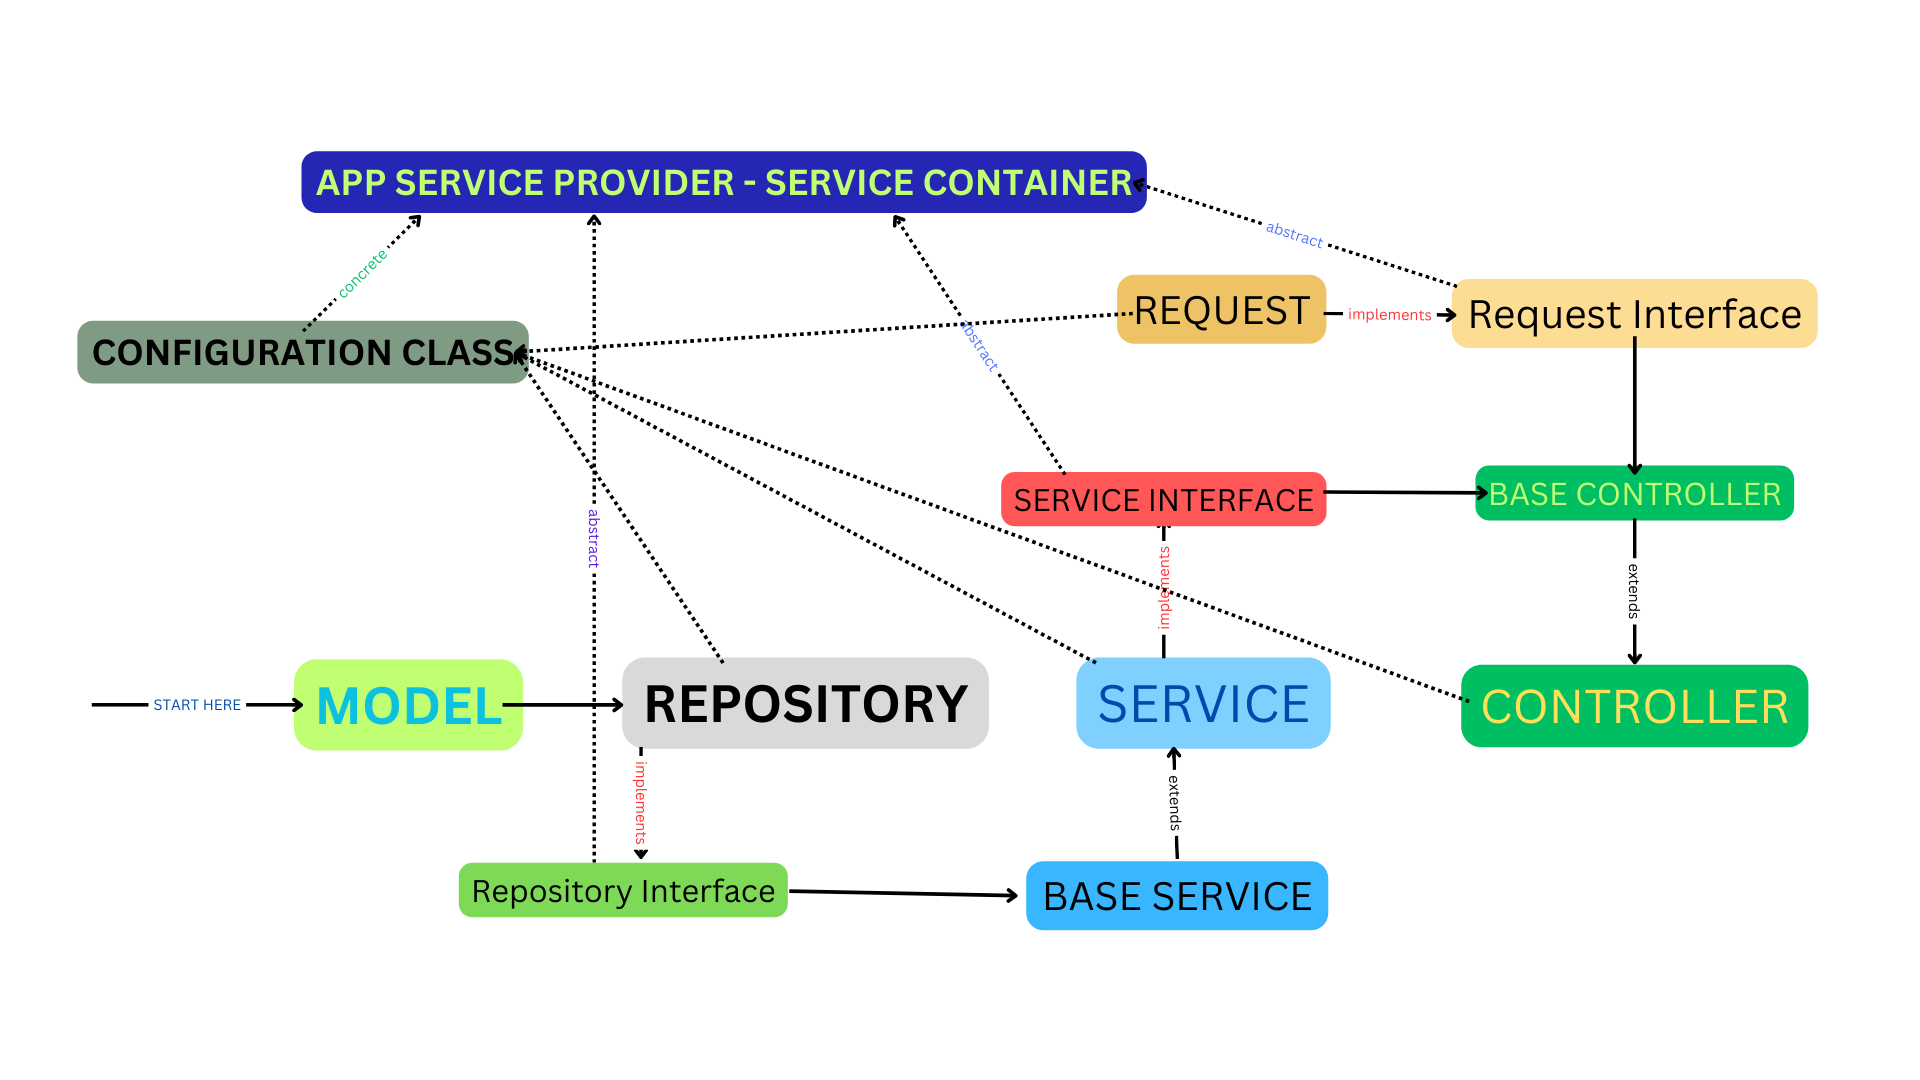 APP SERVICE PROVIDER - SERVICE CONTAINER
abstract
concrete
REQUEST
implements
Request Interface
CONFIGURATION CLASS
abstract
SERVICE INTERFACE
BASE CONTROLLER
abstract
implements
extends
START HERE
MODEL
REPOSITORY
SERVICE
CONTROLLER
implements
extends
Repository Interface
BASE SERVICE